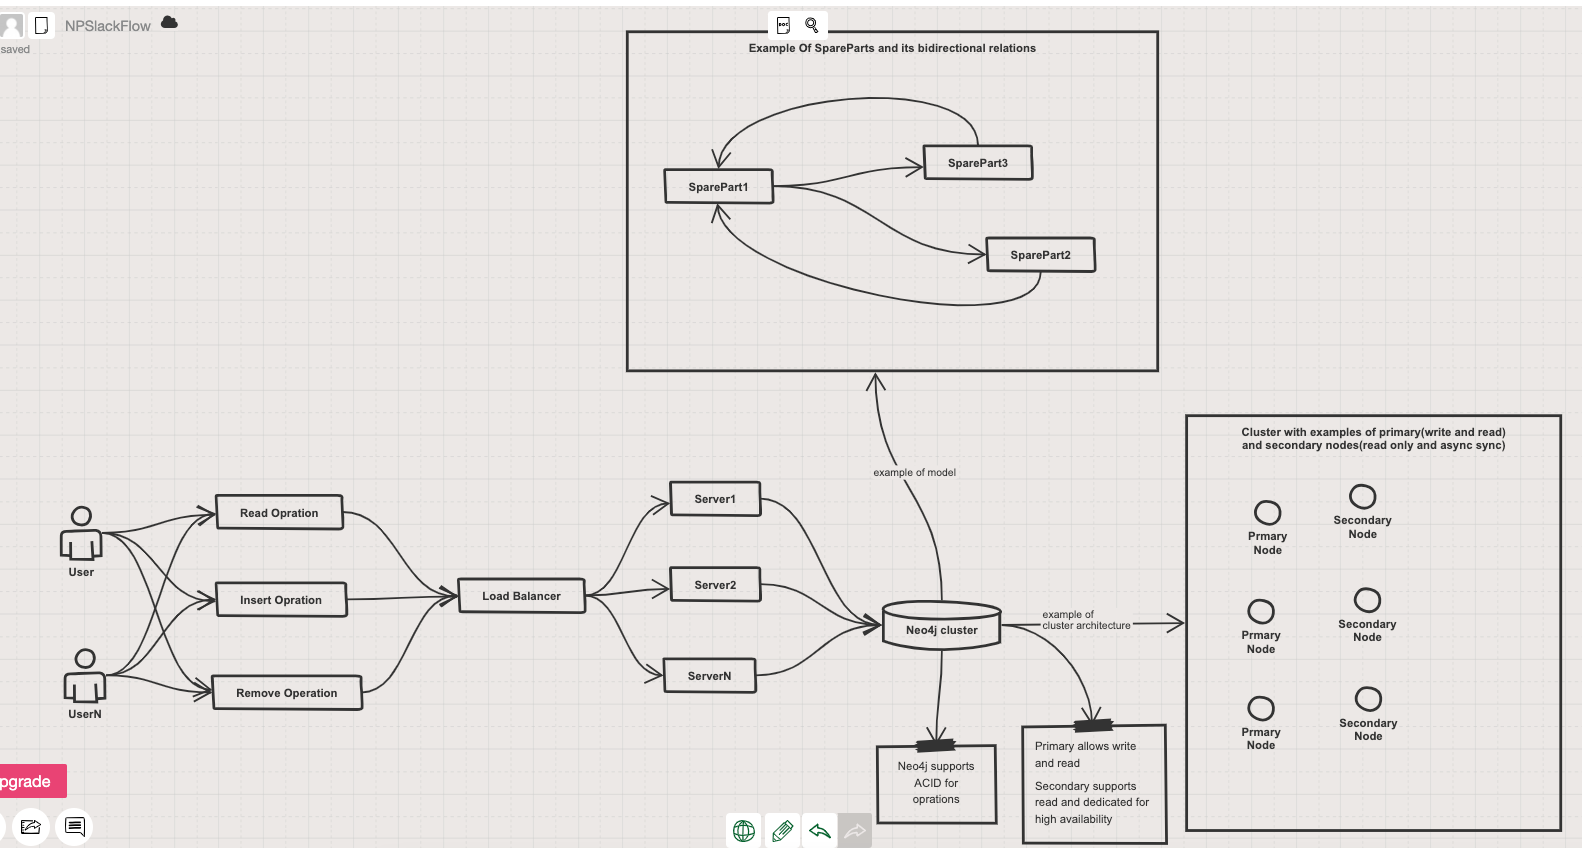 NPSlackFlow
saved
DOC
Example Of SpareParts and its bidirectional relations
SparePart3
SparePart1
SparePart2
example of model
Cluster with examples of primary(write and read)
and secondary nodes(read only and async sync)
Prmary
Node
Secondary
Node
Prmary
Node
Secondary
Node
Prmary
Node
Secondary
Node
User
UserN
Read Opration
Insert Opration
Remove Operation
Load Balancer
Server1
Server2
ServerN
Neo4j cluster
example of
cluster architecture
Neo4j supports
ACID for
oprations
Primary allows write
and read
Secondary supports
read and dedicated for
high availability
pgrade